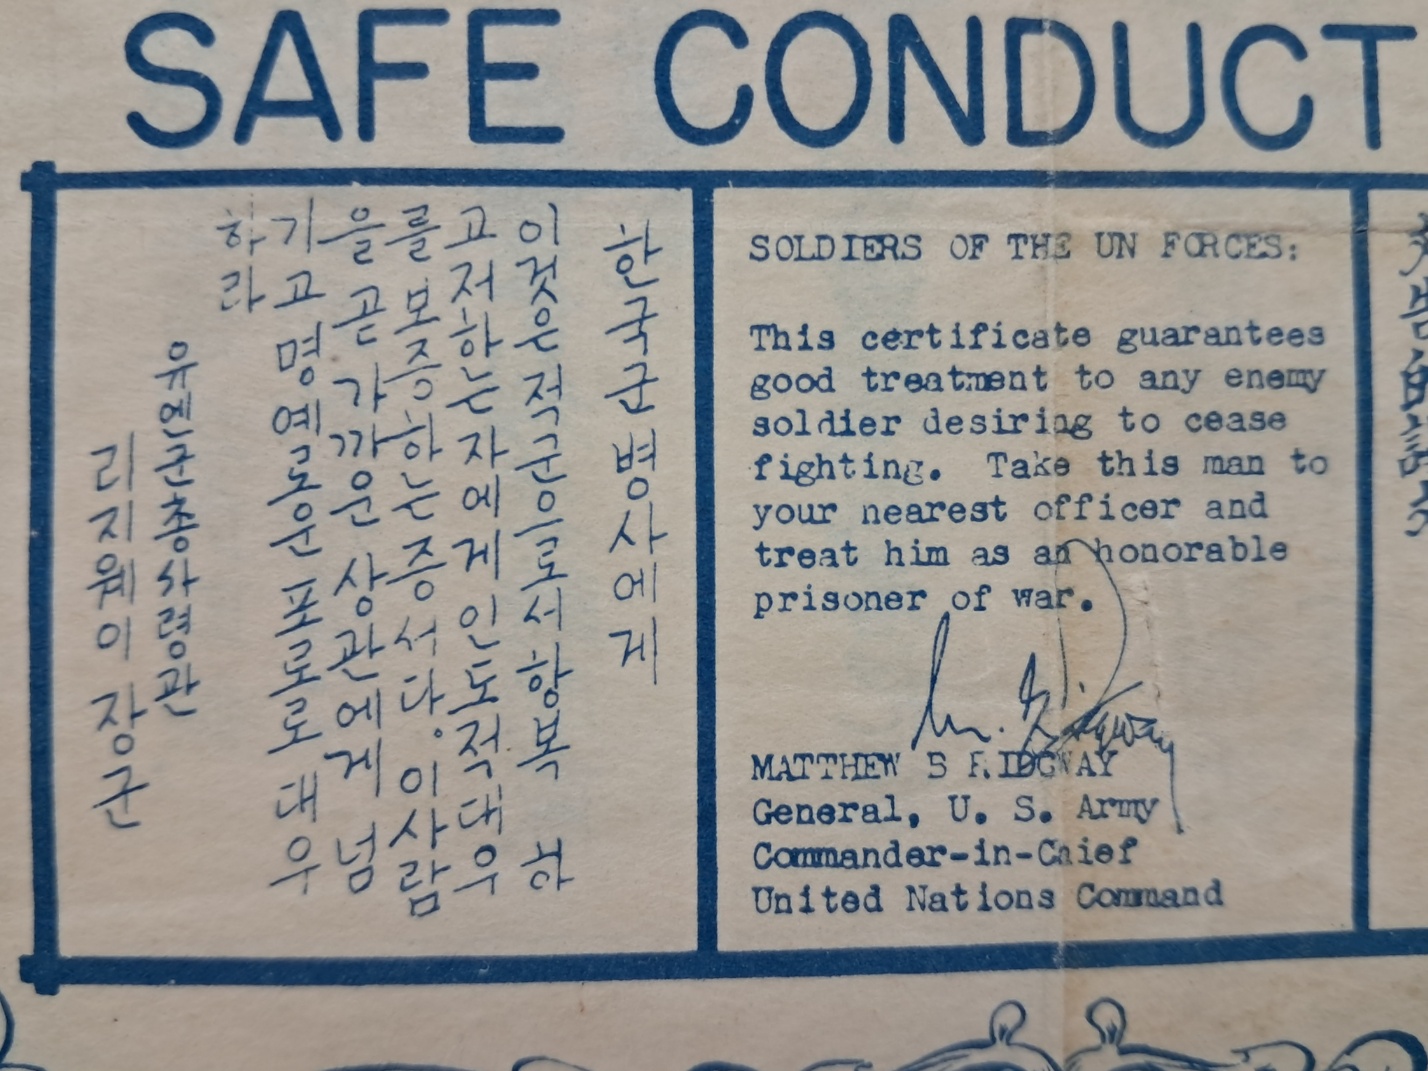 SAFE CONDUCT
한국군병사에게
이것은적군으로서항복 하
고저하는자에게인도적대우
를보증하는증서다. 이사람
을곧가까운상관에게 넘
기고명예로운포로로 대우
하라
유엔군총사령관
리지웨이 장군
SOLDIERS OF THE UN FORCES:
This certificate guarantees
good treatment to any enemy
soldier desiring to cease
fighting. Take this man to
your nearest officer and
treat him as an honorable
prisoner of war.
MATTHEW B RIDGWAY
General, U. S. Army
Commander-in-Chief
United Nations Command